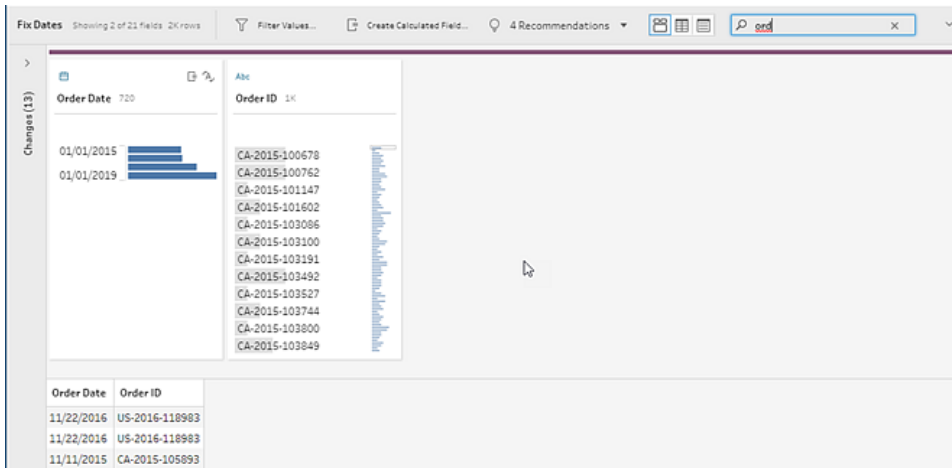 Fix Dates Showing 2 of 21 fields 2K rows Filter Values... Create Calculated Field... 4 Recommendations ord
Changes (13)
Abc
Order Date 720 Order ID 1K
01/01/2015
01/01/2019
CA-2015-100678
CA-2015-100762
CA-2015-101147
CA-2015-101602
CA-2015-103086
CA-2015-103100
CA-2015-103191
CA-2015-103492
CA-2015-103527
CA-2015-103744
CA-2015-103800
CA-2015-103849
Order Date Order ID
11/22/2016 US-2016-118983
11/22/2016 US-2016-118983
11/11/2015 CA-2015-105893